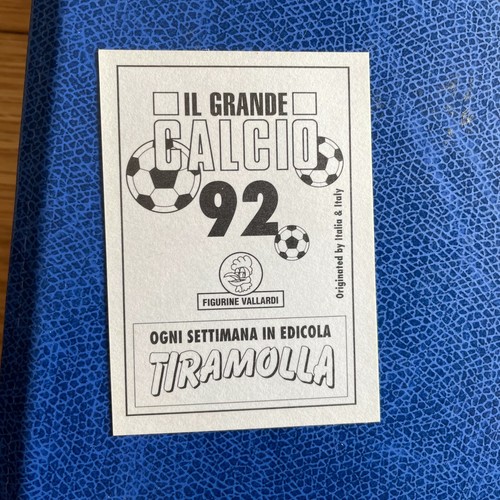 IL GRANDE
CALCIO
92
Originated by Italia & Italy
FIGURINE VALLARDI
OGNI SETTIMANA IN EDICOLA
TIRAMOLLA